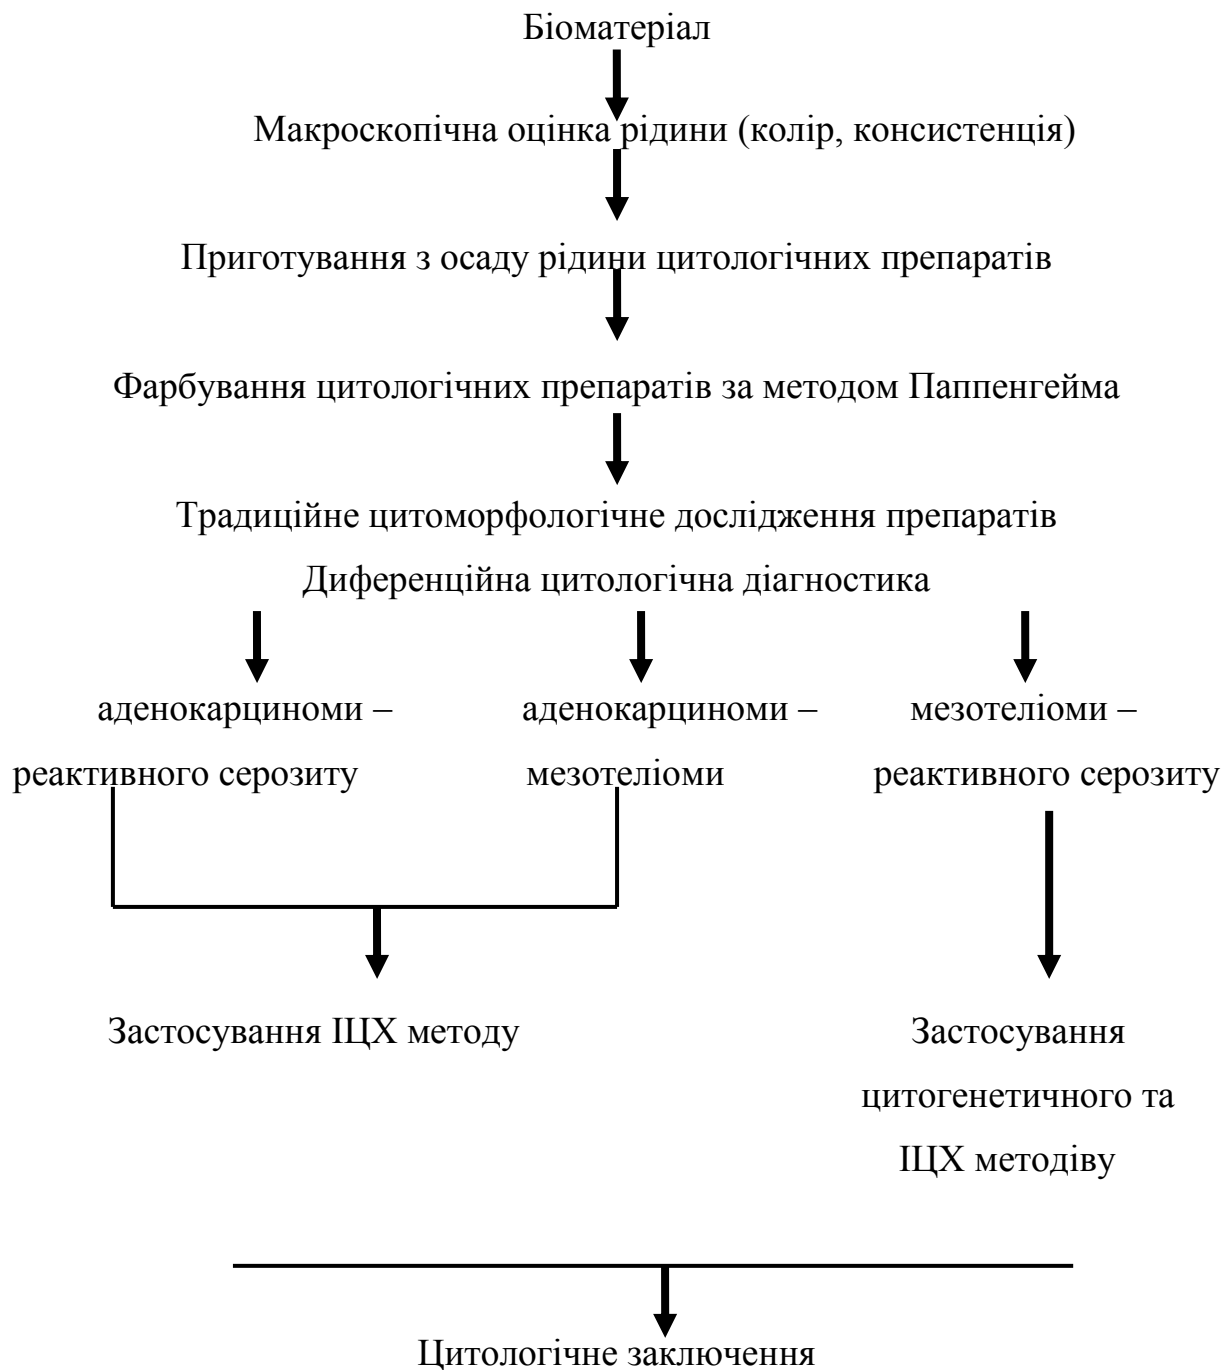 Біоматеріал
Макроскопічна оцінка рідини (колір, консистенція)
Приготування з осаду рідини цитологічних препаратів
Фарбування цитологічних препаратів за методом Паппенгейма
Традиційне цитоморфологічне дослідження препаратів
Диференційна цитологічна діагностика
аденокарциноми –
реактивного серозиту
аденокарциноми –
мезотеліоми
мезотеліоми –
реактивного серозиту
Застосування ІЦХ методу
Застосування
цитогенетичного та
ІЦХ методіву
Цитологічне заключення